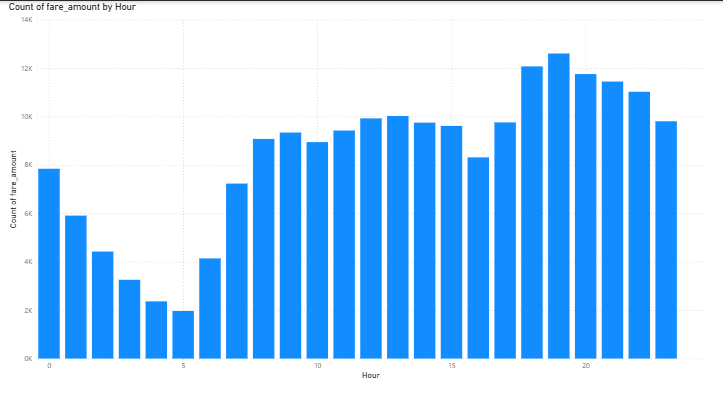 Count of fare_amount by Hour
14K
12K
10K
8K
6K
4K
2K
0K
Count of fare_amount
0
5
10
15
20
Hour